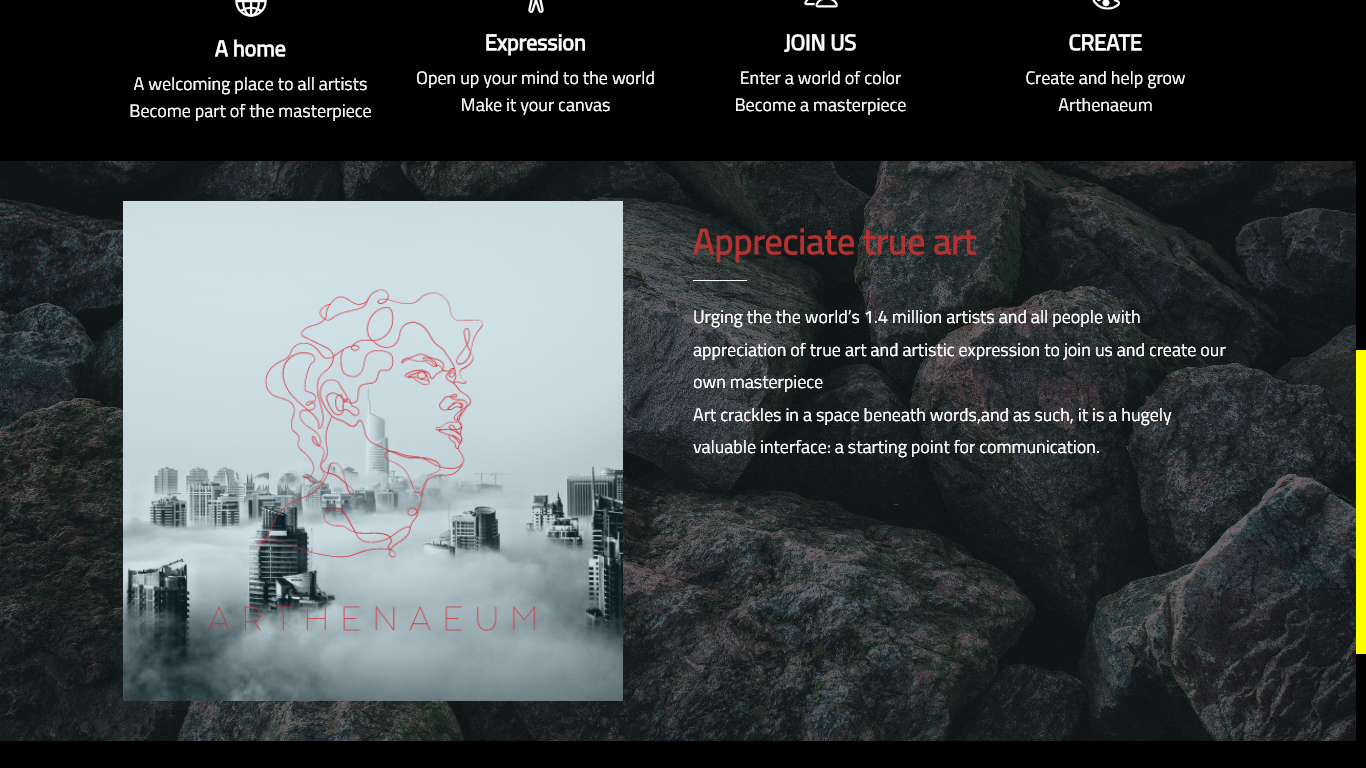 A home
A welcoming place to all artists
Become part of the masterpiece
Expression
Open up your mind to the world
Make it your canvas
JOIN US
Enter a world of color
Become a masterpiece
CREATE
Create and help grow
Arthenaeum
ARTHENAEUM
Appreciate true art
Urging the the world’s 1.4 million artists and all people with
appreciation of true art and artistic expression to join us and create our
own masterpiece
Art crackles in a space beneath words,and as such, it is a hugely
valuable interface: a starting point for communication.